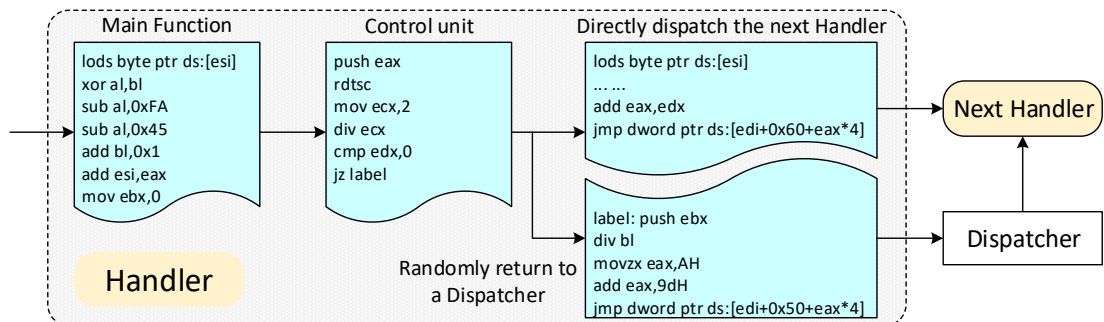 Main Function
lods byte ptr ds:[esi]
xor al,bl
sub al,0xFA
sub al,0x45
add bl,0x1
add esi,eax
mov ebx,0
Handler
Control unit
push eax
rdtsc
mov ecx,2
div ecx
cmp edx,0
jz label
Directly dispatch the next Handler
lods byte ptr ds:[esi]
... ...
add eax,edx
jmp dword ptr ds:[edi+0x60+eax*4]
Randomly return to
a Dispatcher
label: push ebx
div bl
movzx eax,AH
add eax,9dH
jmp dword ptr ds:[edi+0x50+eax*4]
Next Handler
Dispatcher